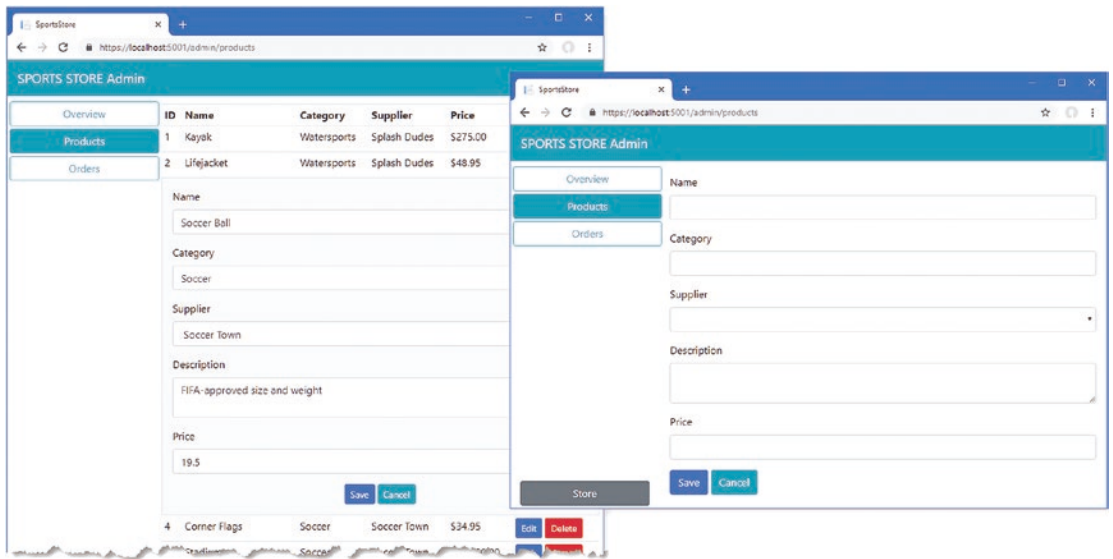 SportsStore
https://localhost:5001/admin/products
SPORTS STORE Admin
Overview
Products
Orders
ID Name Category Supplier Price
1 Kayak Watersports Splash Dudes $275.00
2 Lifejacket Watersports Splash Dudes $48.95
Name
Soccer Ball
Category
Soccer
Supplier
Soccer Town
Description
FIFA-approved size and weight
Price
19.5
Save Cancel
4 Corner Flags Soccer Soccer Town $34.95 Edit Delete
SportsStore
https://localhost:5001/admin/products
SPORTS STORE Admin
Overview
Products
Orders
Name
Category
Supplier
Description
Price
Save Cancel
Store